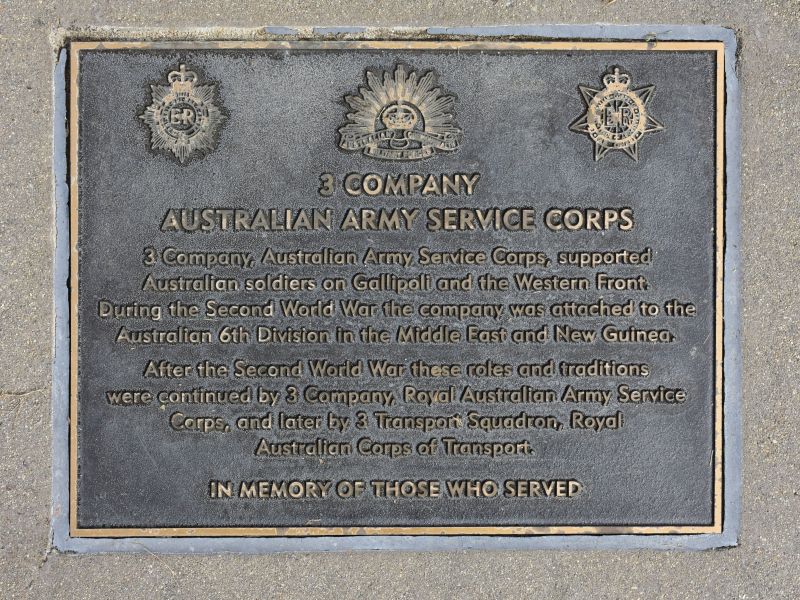 3 COMPANY
AUSTRALIAN ARMY SERVICE CORPS
3 Company, Australian Army Service Corps, supported
Australian soldiers on Gallipoli and the Western Front.
During the Second World War the company was attached to the
Australian 6th Division in the Middle East and New Guinea.
After the Second World War these roles and traditions
were continued by 3 Company, Royal Australian Army Service
Corps, and later by 3 Transport Squadron, Royal
Australian Corps of Transport.
IN MEMORY OF THOSE WHO SERVED